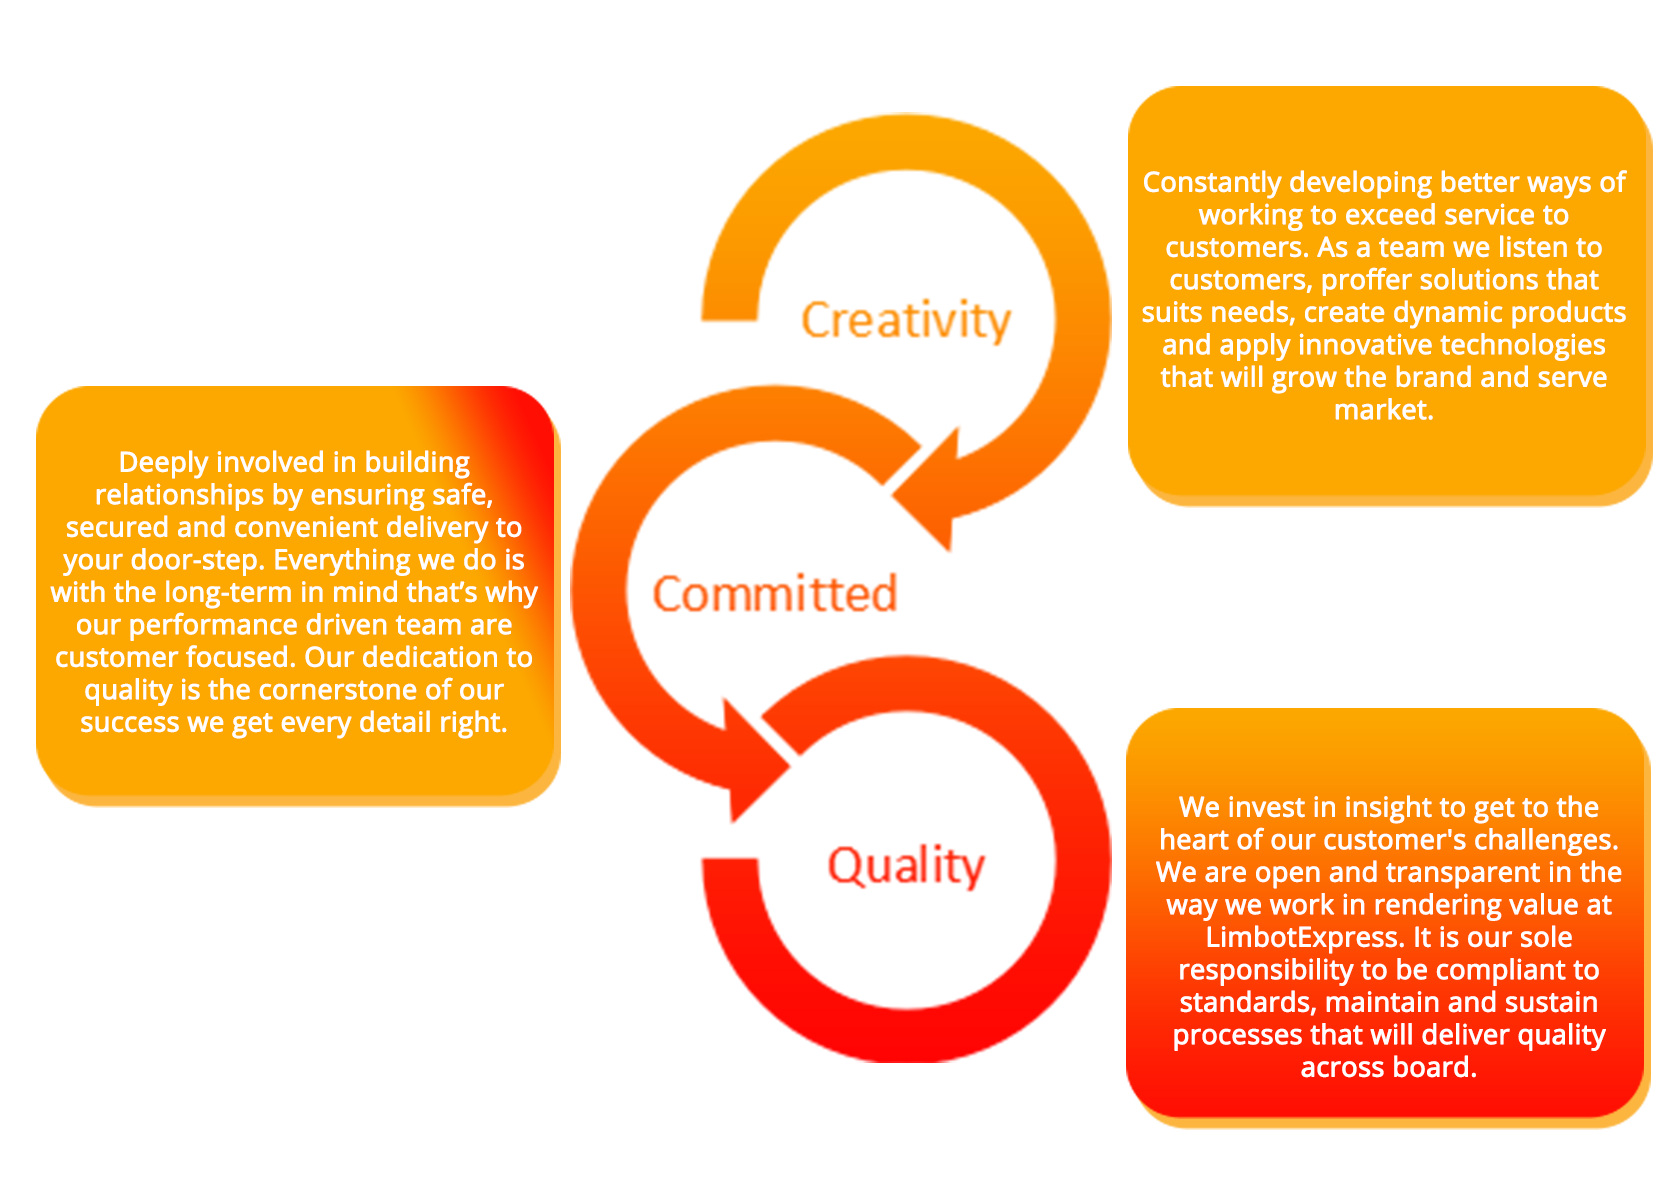 Creativity
Constantly developing better ways of
working to exceed service to
customers. As a team we listen to
customers, proffer solutions that
suits needs, create dynamic products
and apply innovative technologies
that will grow the brand and serve
market.
Deeply involved in building
relationships by ensuring safe,
secured and convenient delivery to
your door-step. Everything we do is
with the long-term in mind that’s why
our performance driven team are
customer focused. Our dedication to
quality is the cornerstone of our
success we get every detail right.
Committed
Quality
We invest in insight to get to the
heart of our customer's challenges.
We are open and transparent in the
way we work in rendering value at
LimbotExpress. It is our sole
responsibility to be compliant to
standards, maintain and sustain
processes that will deliver quality
across board.